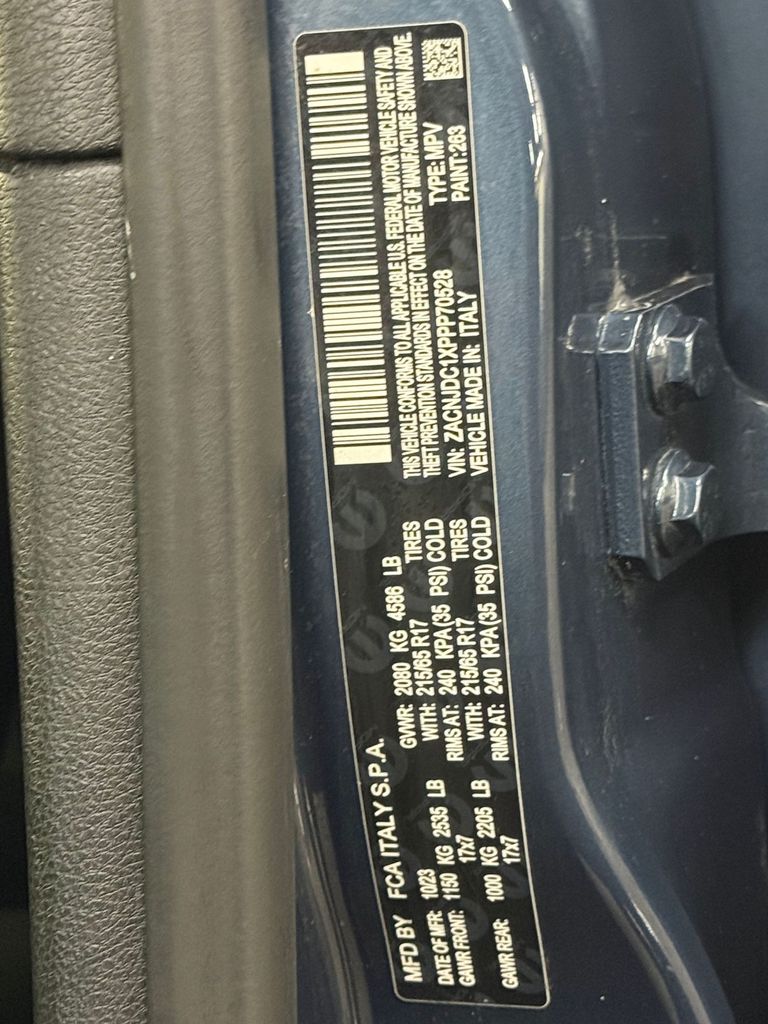 MFD BY FCA ITALY S.P.A.
DATE OF MFR: 10/23 GVWR: 2080 KG 4586 LB
GAWR FRONT: 1150 KG 2535 LB WITH: 215/65 R17 TIRES
17x7 RIMS AT: 240 KPA(35 PSI) COLD
GAWR REAR: 1000 KG 2205 LB WITH: 215/65 R17 TIRES
17x7 RIMS AT: 240 KPA(35 PSI) COLD
THIS VEHICLE CONFORMS TO ALL APPLICABLE U.S. FEDERAL MOTOR VEHICLE SAFETY AND
THEFT PREVENTION STANDARDS IN EFFECT ON THE DATE OF MANUFACTURE SHOWN ABOVE.
VIN: ZACNJDC1XPPP70528 TYPE: MPV
VEHICLE MADE IN: ITALY PAINT: 263